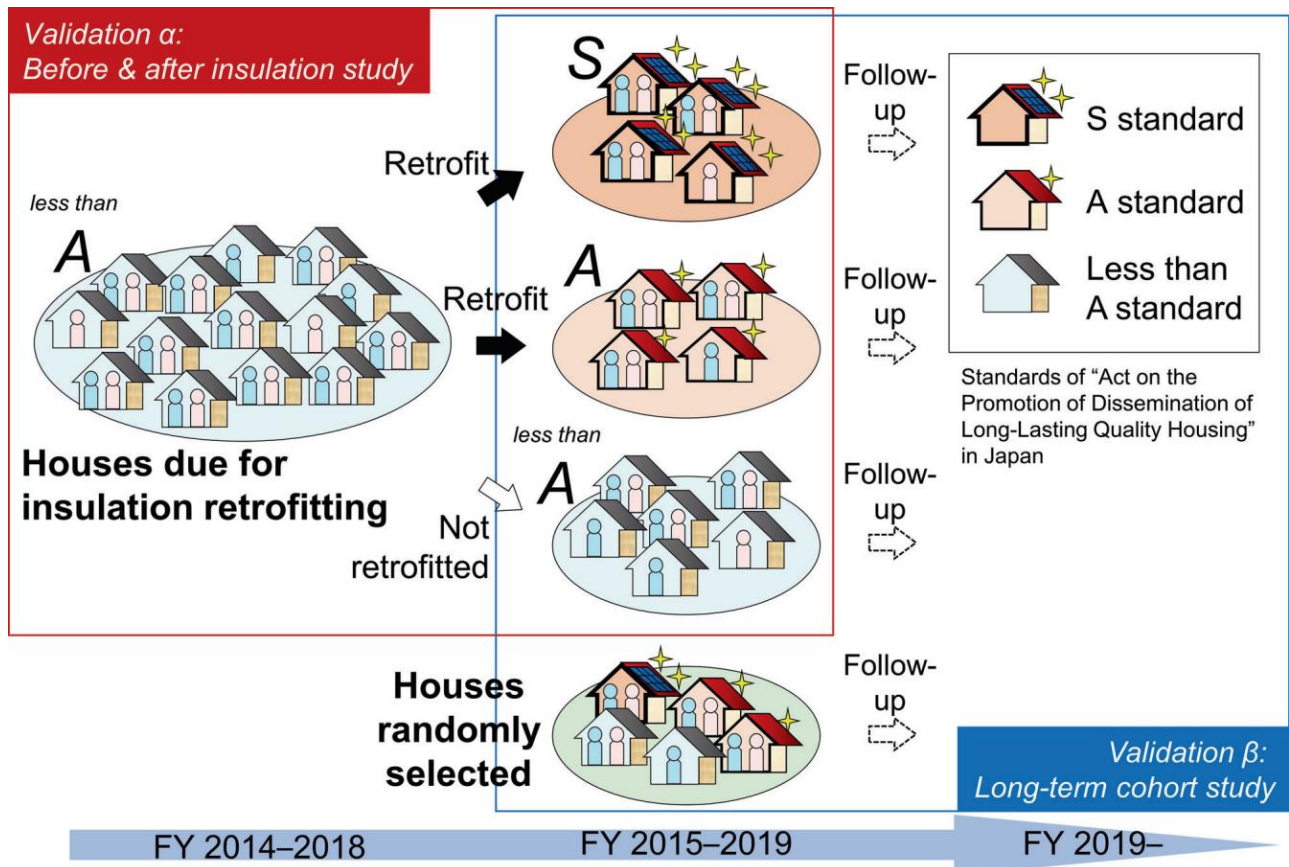 Validation α:
Before & after insulation study
less than
A
Houses due for
insulation retrofitting
Retrofit
S
Retrofit
A
Not
retrofitted
less than
A
Houses
randomly
selected
Follow-
up
Follow-
up
Follow-
up
Follow-
up
S standard
A standard
Less than
A standard
Standards of “Act on the
Promotion of Dissemination of
Long-Lasting Quality Housing”
in Japan
Validation β:
Long-term cohort study
FY 2014–2018
FY 2015–2019
FY 2019–